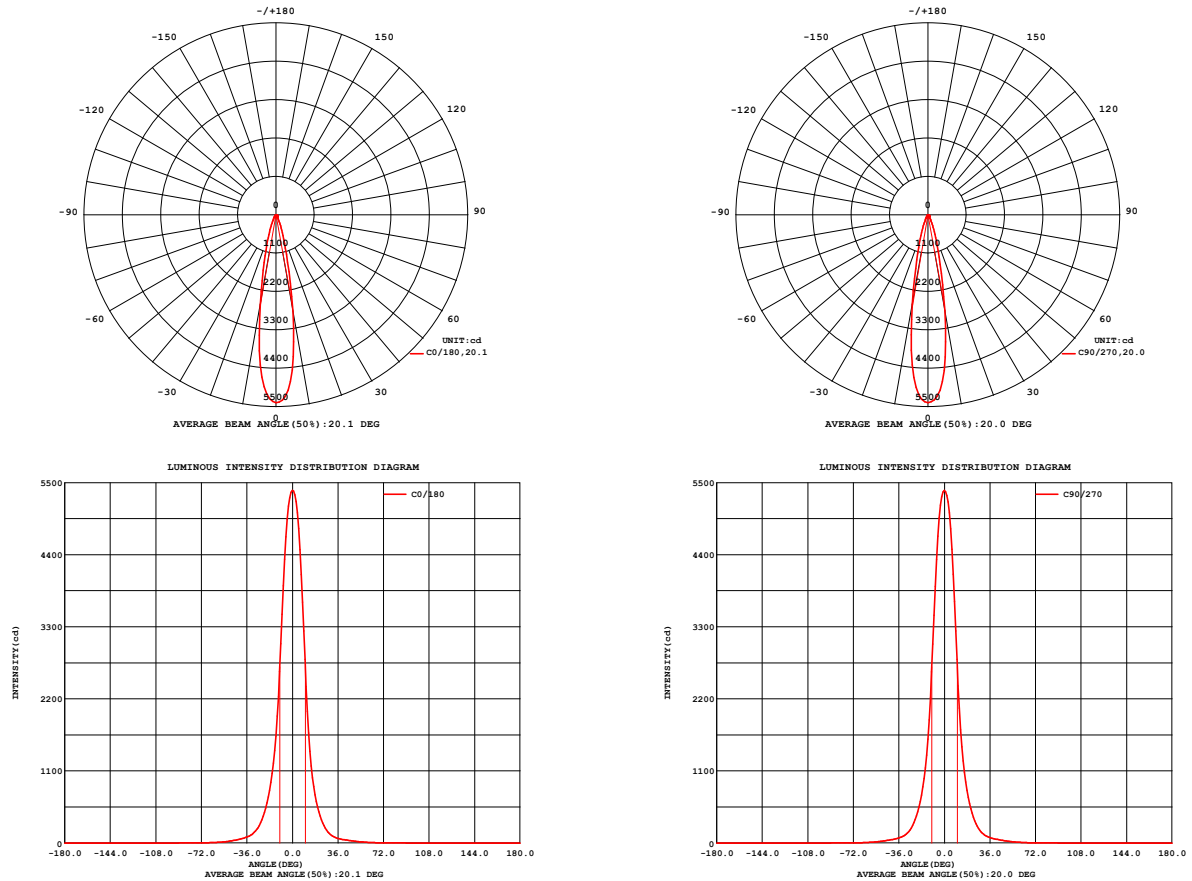 -/+180
-150 150
-120 120
-90 90
0
1100
2200
3300
-60 60
UNIT:cd
C0/180,20.1
4400
-30 30
5500
0
AVERAGE BEAM ANGLE(50%):20.1 DEG
-/+180
-150 150
-120 120
-90 90
0
1100
2200
3300
-60 60
UNIT:cd
C90/270,20.0
4400
-30 30
5500
0
AVERAGE BEAM ANGLE(50%):20.0 DEG
LUMINOUS INTENSITY DISTRIBUTION DIAGRAM
5500
C0/180
4400
3300
INTENSITY(cd)
2200
1100
0
-180.0 -144.0 -108.0 -72.0 -36.0 0.0 36.0 72.0 108.0 144.0 180.0
ANGLE(DEG)
AVERAGE BEAM ANGLE(50%):20.1 DEG
LUMINOUS INTENSITY DISTRIBUTION DIAGRAM
5500
C90/270
4400
3300
INTENSITY(cd)
2200
1100
0
-180.0 -144.0 -108.0 -72.0 -36.0 0.0 36.0 72.0 108.0 144.0 180.0
ANGLE(DEG)
AVERAGE BEAM ANGLE(50%):20.0 DEG